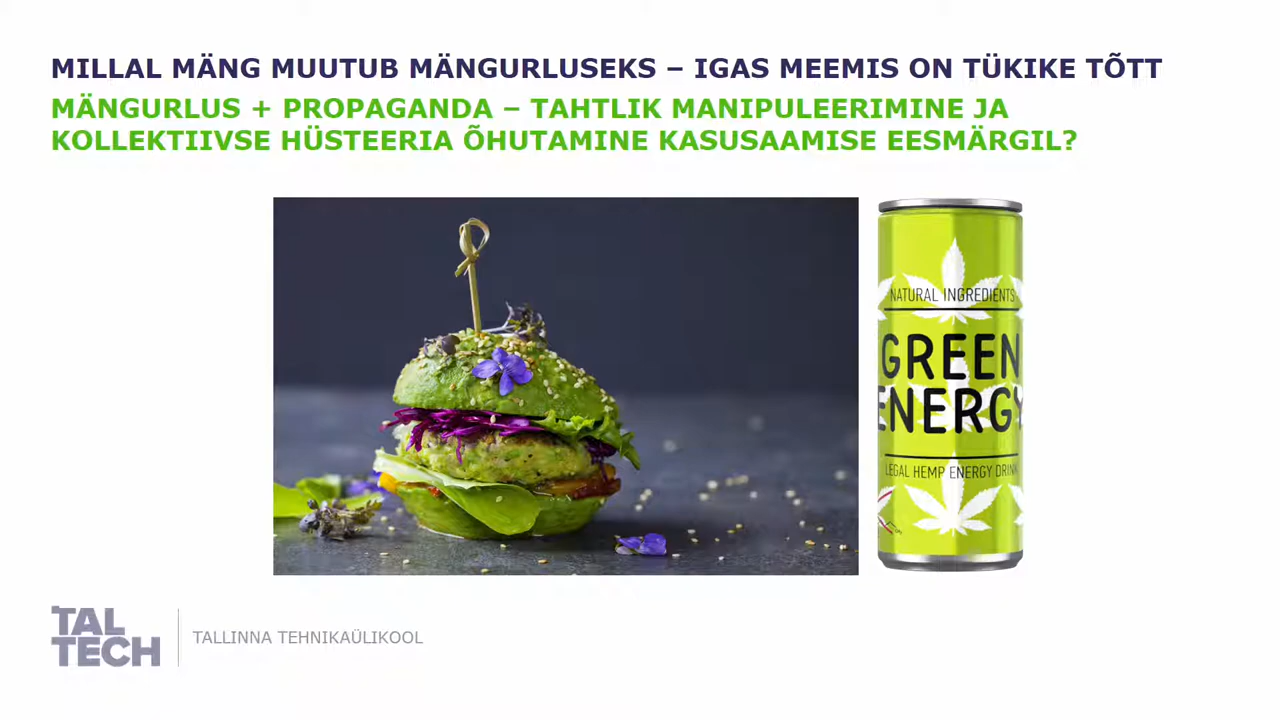 MILLAL MÄNG MUUTUB MÄNGURLUSEKS – IGAS MEEMIS ON TÜKIKE TÕTT
MÄNGURLUS + PROPAGANDA – TAHTLIK MANIPULEERIMINE JA
KOLLEKTIIVSE HÜSTEERIA ÕHUTAMINE KASUSAAMISE EESMÄRGIL?
NATURAL INGREDIENTS
GREEN
ENERGY
LEGAL HEMP ENERGY DRINK
TAL
TECH
TALLINNA TEHNIKAÜLIKOOL